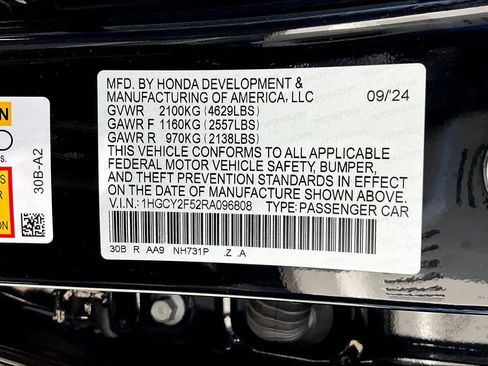 MFD. BY HONDA DEVELOPMENT &
MANUFACTURING OF AMERICA, LLC 09/24
GVWR 2100KG (4629LBS)
GAWR F 1160KG (2557LBS)
GAWR R 970KG (2138LBS)
THIS VEHICLE CONFORMS TO ALL APPLICABLE
FEDERAL MOTOR VEHICLE SAFETY, BUMPER,
AND THEFT PREVENTION STANDARDS IN EFFECT
ON THE DATE OF MANUFACTURE SHOWN ABOVE.
V.I.N.: 1HGCY2F52RA096808 TYPE: PASSENGER CAR
30B R AA9 NH731P .Z .A
30B-A2